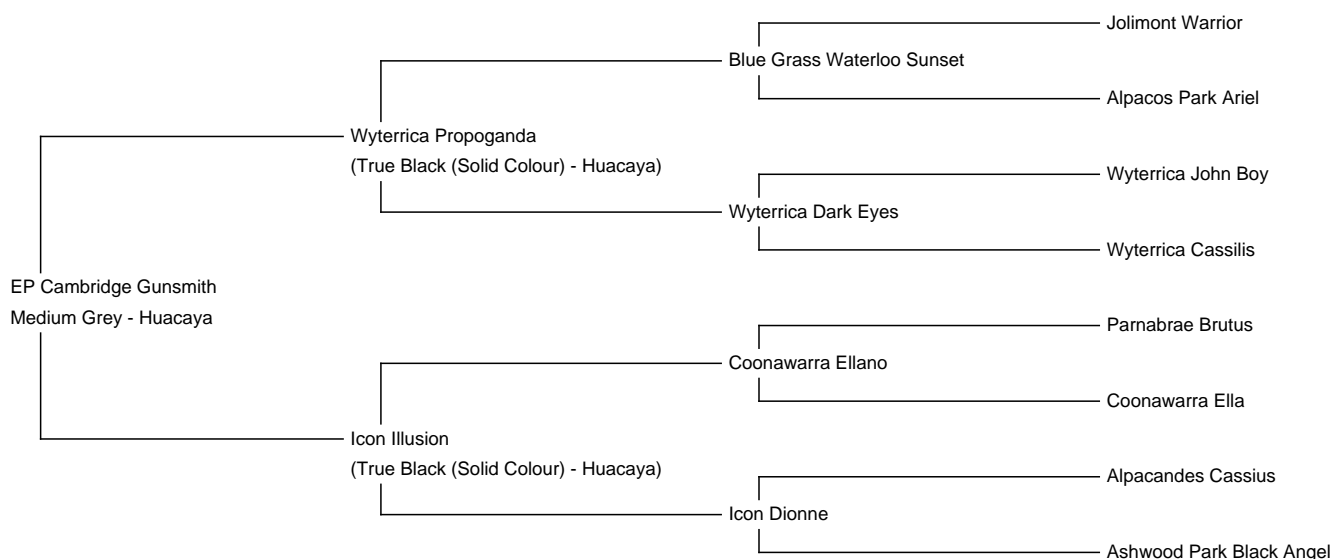 Jolimont Warrior
Blue Grass Waterloo Sunset
Alpacos Park Ariel
Wyterrica Propoganda
(True Black (Solid Colour) - Huacaya)
Wyterrica John Boy
Wyterrica Dark Eyes
Wyterrica Cassilis
EP Cambridge Gunsmith
Medium Grey - Huacaya
Parnabrae Brutus
Coonawarra Ellano
Coonawarra Ella
Icon Illusion
(True Black (Solid Colour) - Huacaya)
Alpacandes Cassius
Icon Dionne
Ashwood Park Black Angel